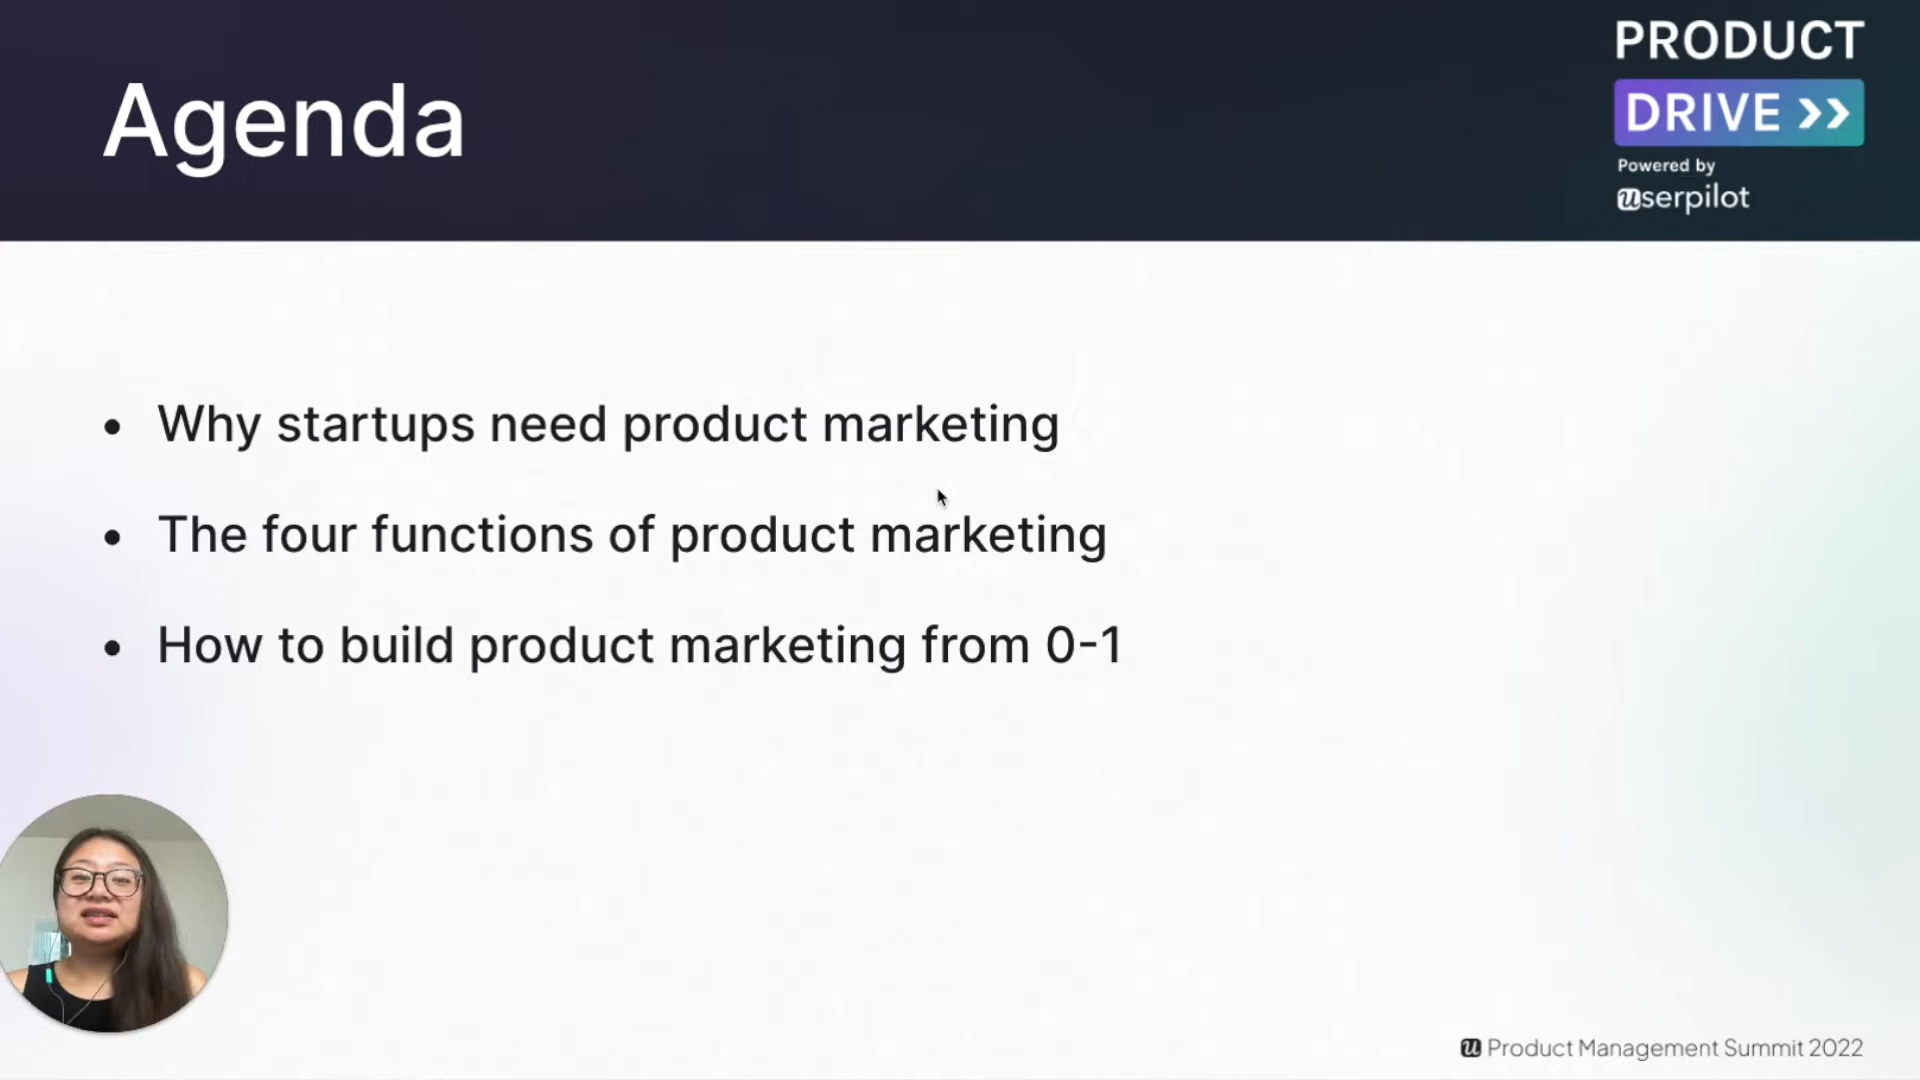 Agenda
PRODUCT
DRIVE >>
Powered by
userpilot
• Why startups need product marketing
• The four functions of product marketing
• How to build product marketing from 0-1
u Product Management Summit 2022